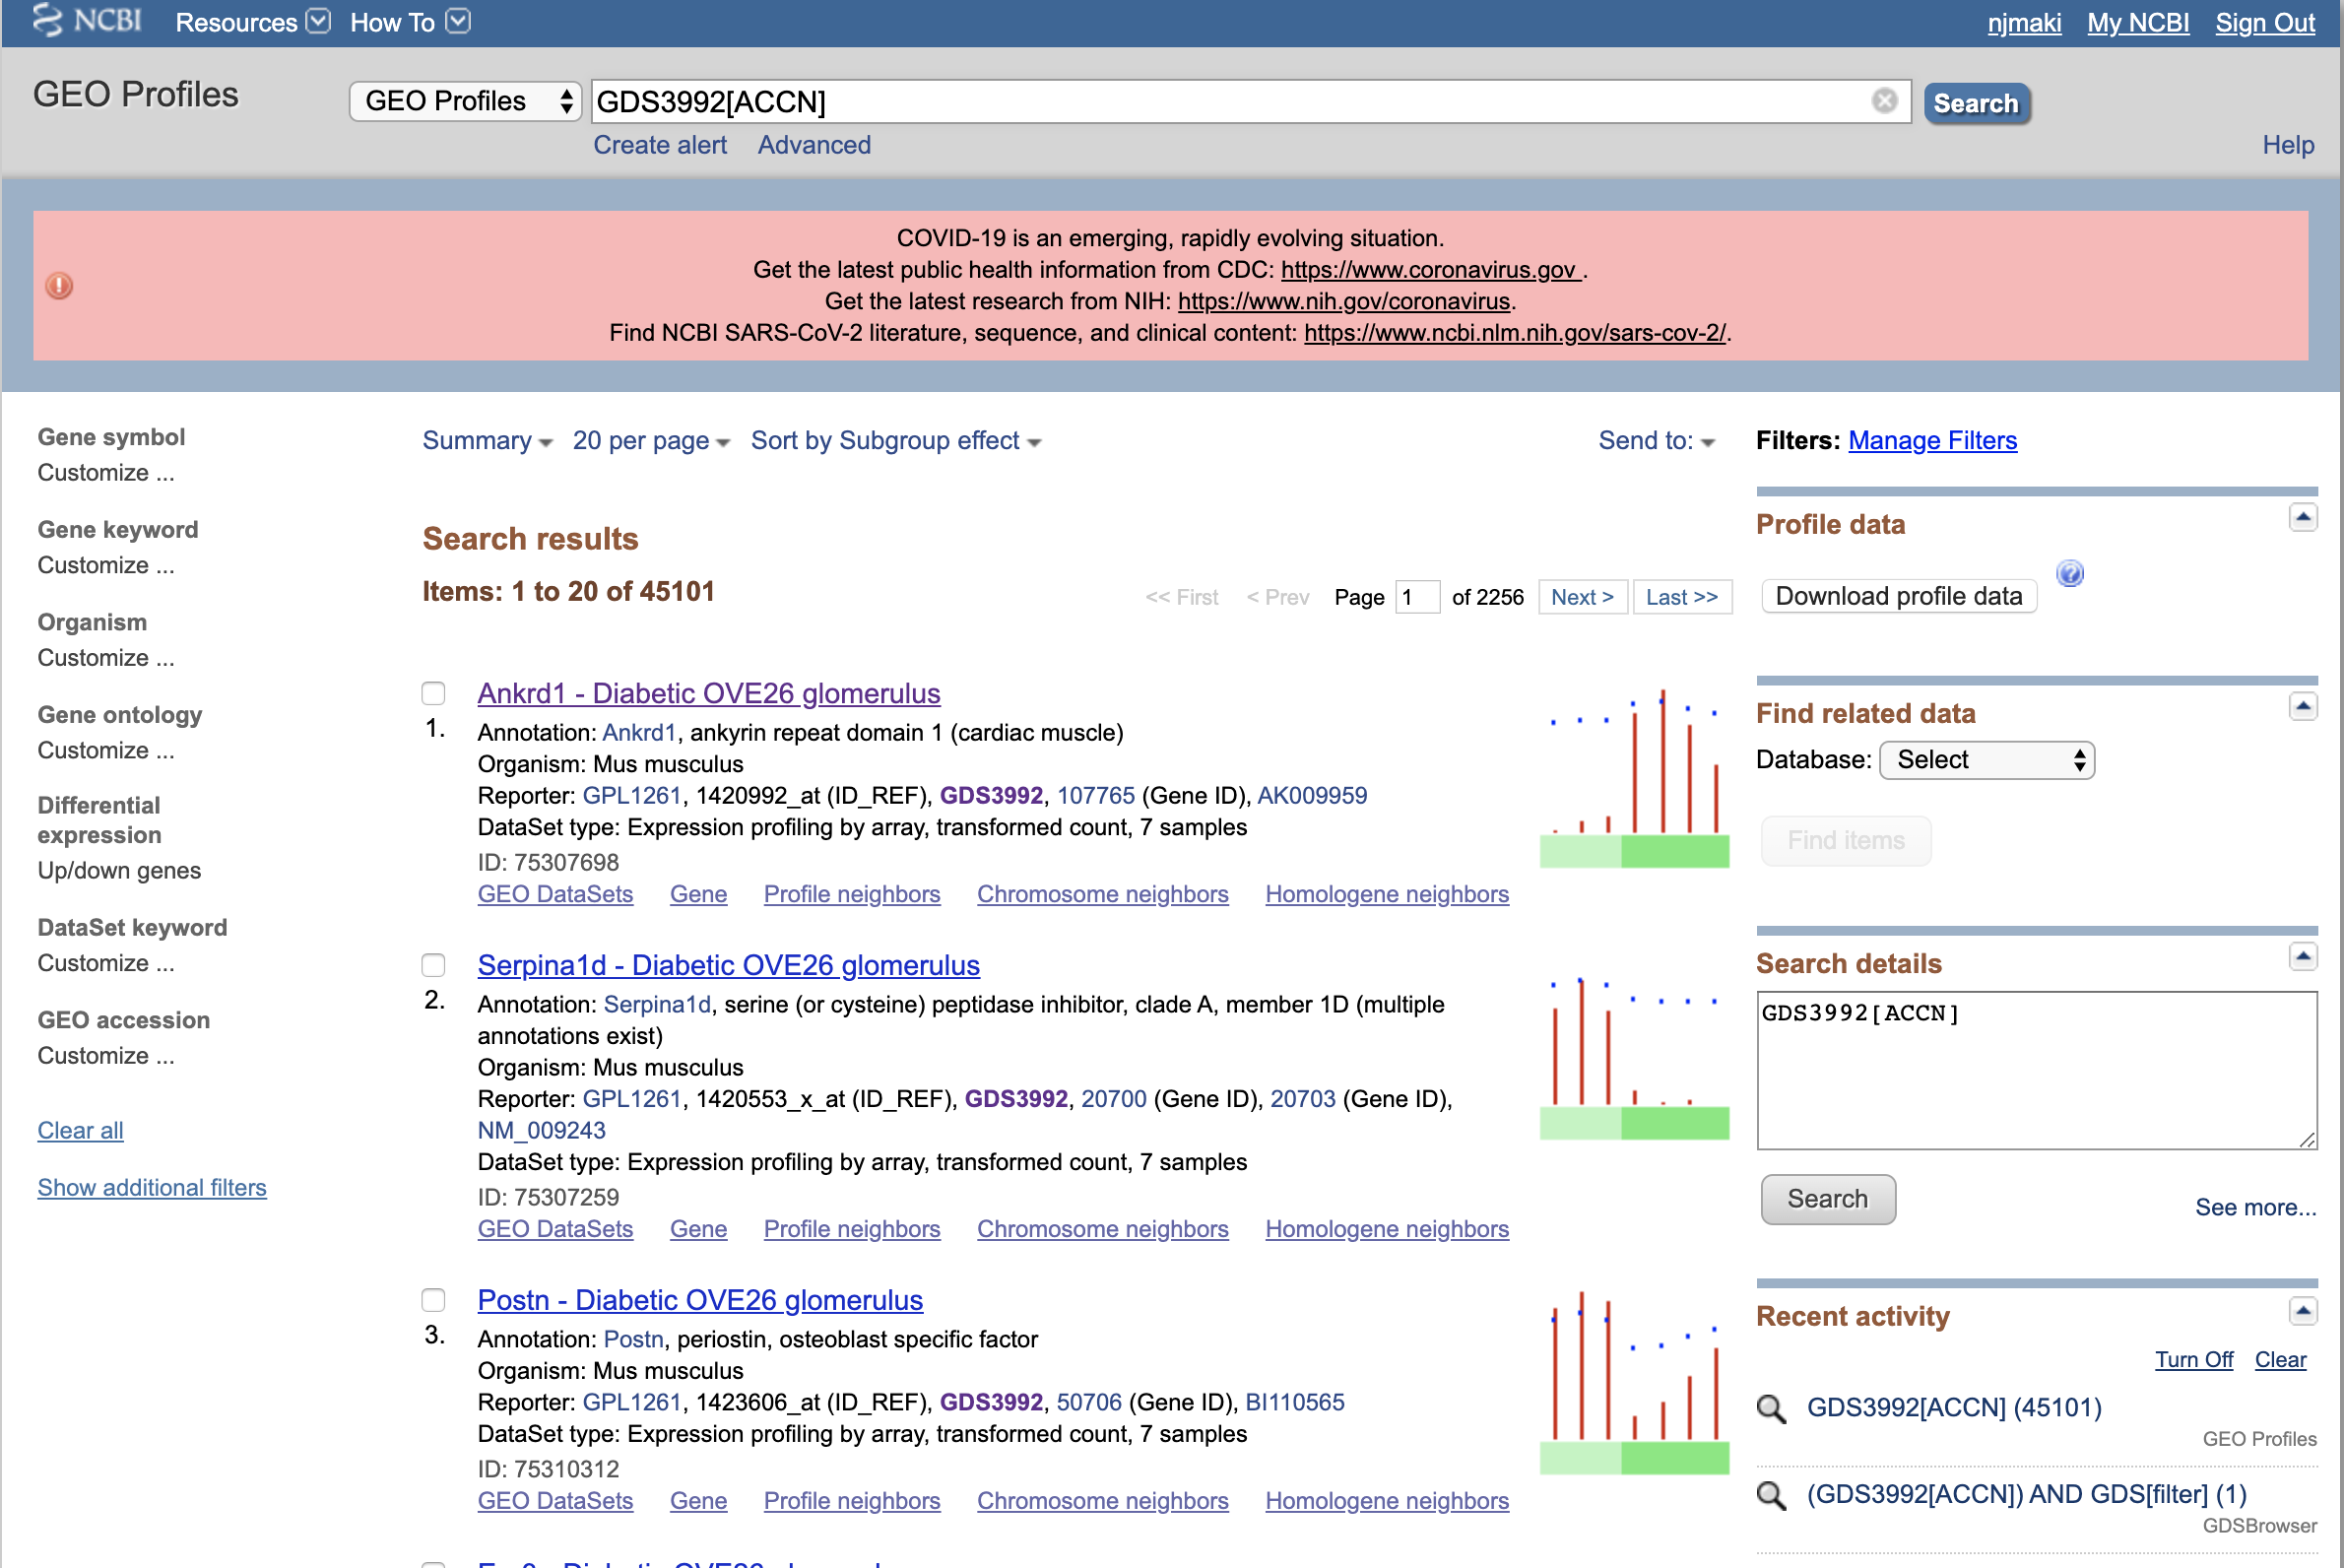 NCBI Resources How To njmaki My NCBI Sign Out
GEO Profiles GEO Profiles GDS3992[ACCN] Search
Create alert Advanced Help
COVID-19 is an emerging, rapidly evolving situation.
Get the latest public health information from CDC: https://www.coronavirus.gov .
Get the latest research from NIH: https://www.nih.gov/coronavirus.
Find NCBI SARS-CoV-2 literature, sequence, and clinical content: https://www.ncbi.nlm.nih.gov/sars-cov-2/.
Gene symbol
Customize ...
Gene keyword
Customize ...
Organism
Customize ...
Gene ontology
Customize ...
Differential
expression
Up/down genes
DataSet keyword
Customize ...
GEO accession
Customize ...
Clear all
Show additional filters
Summary 20 per page Sort by Subgroup effect Send to:
Search results
Items: 1 to 20 of 45101
<< First < Prev Page 1 of 2256 Next > Last >>
Ankrd1 - Diabetic OVE26 glomerulus
1. Annotation: Ankrd1, ankyrin repeat domain 1 (cardiac muscle)
Organism: Mus musculus
Reporter: GPL1261, 1420992_at (ID_REF), GDS3992, 107765 (Gene ID), AK009959
DataSet type: Expression profiling by array, transformed count, 7 samples
ID: 75307698
GEO DataSets Gene Profile neighbors Chromosome neighbors Homologene neighbors
Serpina1d - Diabetic OVE26 glomerulus
2. Annotation: Serpina1d, serine (or cysteine) peptidase inhibitor, clade A, member 1D (multiple
annotations exist)
Organism: Mus musculus
Reporter: GPL1261, 1420553_x_at (ID_REF), GDS3992, 20700 (Gene ID), 20703 (Gene ID),
NM_009243
DataSet type: Expression profiling by array, transformed count, 7 samples
ID: 75307259
GEO DataSets Gene Profile neighbors Chromosome neighbors Homologene neighbors
Postn - Diabetic OVE26 glomerulus
3. Annotation: Postn, periostin, osteoblast specific factor
Organism: Mus musculus
Reporter: GPL1261, 1423606_at (ID_REF), GDS3992, 50706 (Gene ID), BI110565
DataSet type: Expression profiling by array, transformed count, 7 samples
ID: 75310312
GEO DataSets Gene Profile neighbors Chromosome neighbors Homologene neighbors
Filters: Manage Filters
Profile data
Download profile data
Find related data
Database: Select
Find items
Search details
GDS3992[ACCN]
Search See more...
Recent activity
Turn Off Clear
GDS3992[ACCN] (45101)
GEO Profiles
(GDS3992[ACCN]) AND GDS[filter] (1)
GDSBrowser